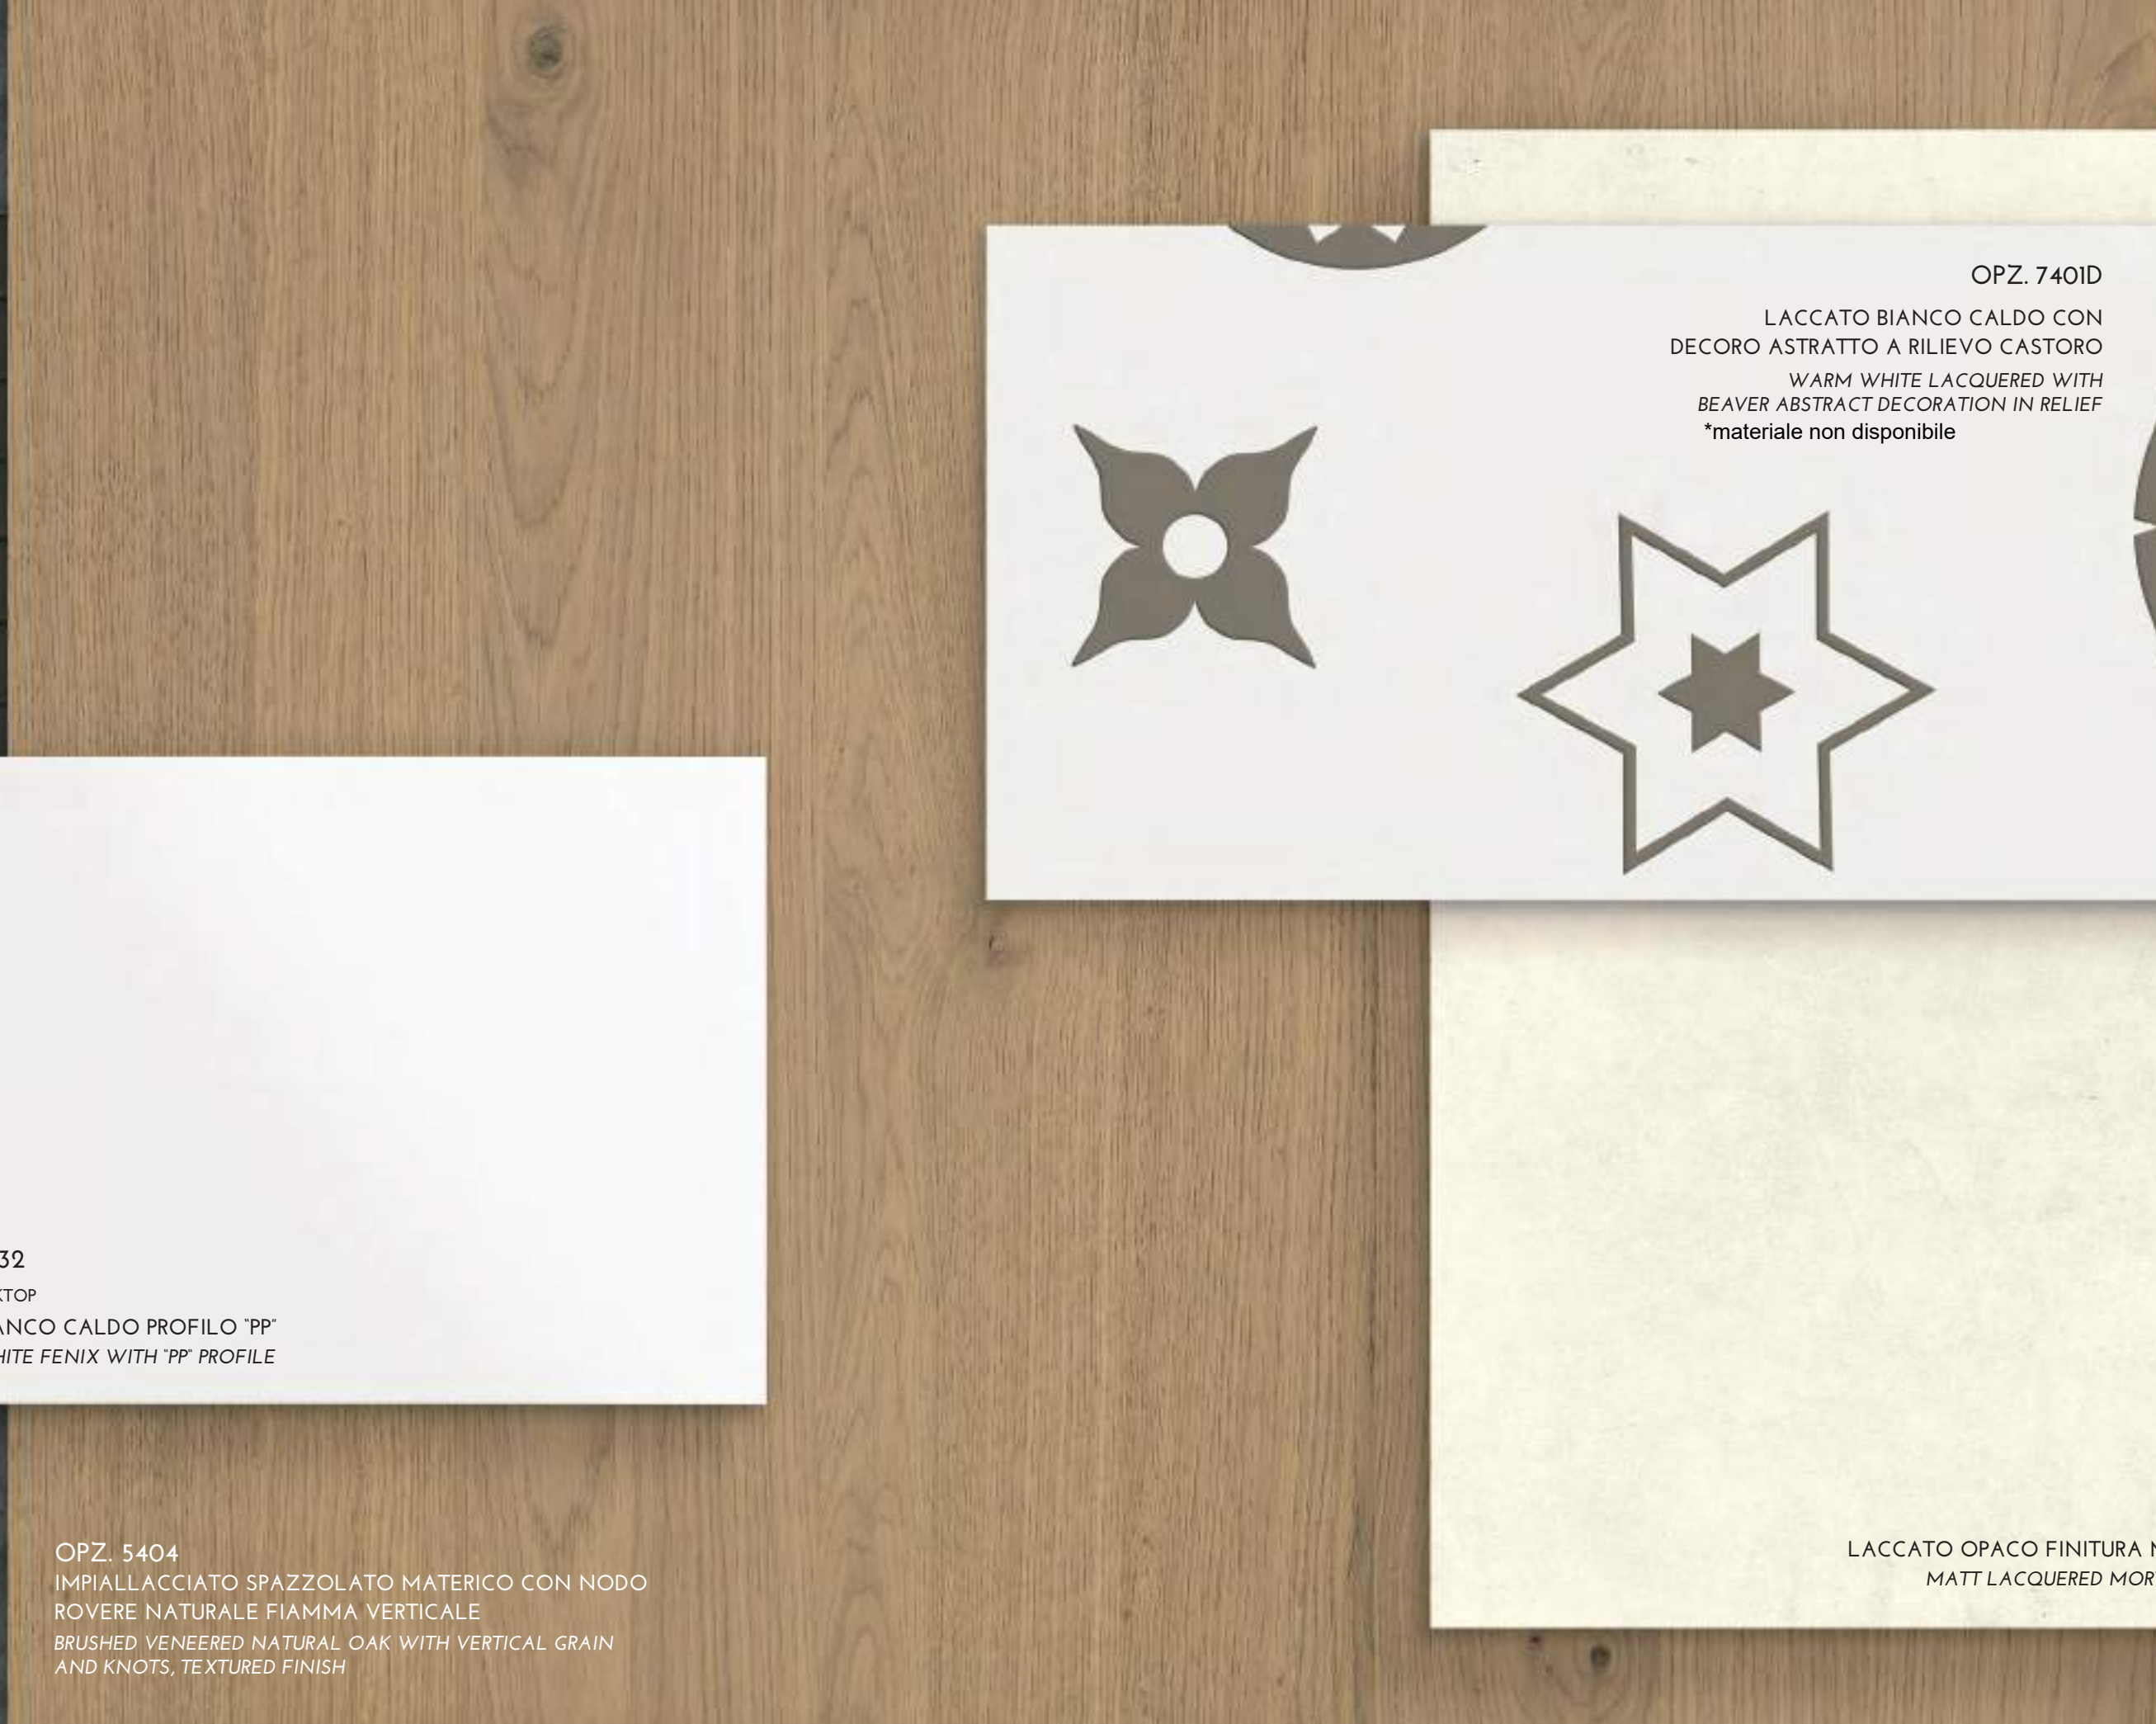 OPZ. 7401D
LACCATO BIANCO CALDO CON
DECORO ASTRATTO A RILIEVO CASTORO
WARM WHITE LACQUERED WITH
BEAVER ABSTRACT DECORATION IN RELIEF
*materiale non disponibile
32
CALDO PROFILO "PP"
FENIX WITH "PP" PROFILE
OPZ. 5404
IMPIALLACCIATO SPAZZOLATO MATERICO CON NODO
ROVERE NATURALE FIAMMA VERTICALE
BRUSHED VENEERED NATURAL OAK WITH VERTICAL GRAIN
AND KNOTS, TEXTURED FINISH
LACCATO OPACO FINITURA
MATT LACQUERED